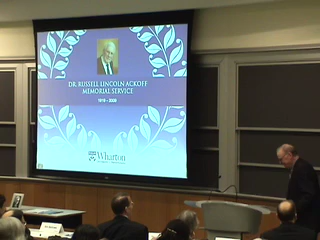 DR. RUSSELL LINCOLN ACKOFF
MEMORIAL SERVICE
1919 - 2009
Wharton